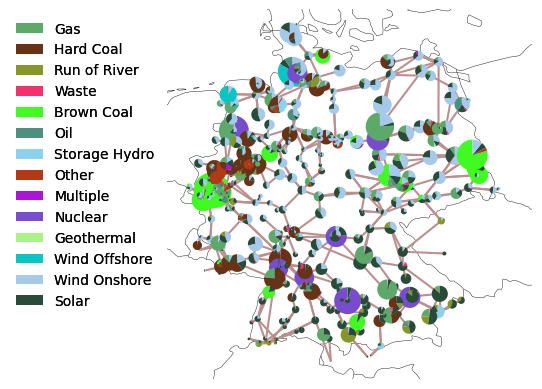 Gas
Hard Coal
Run of River
Waste
Brown Coal
Oil
Storage Hydro
Other
Multiple
Nuclear
Geothermal
Wind Offshore
Wind Onshore
Solar